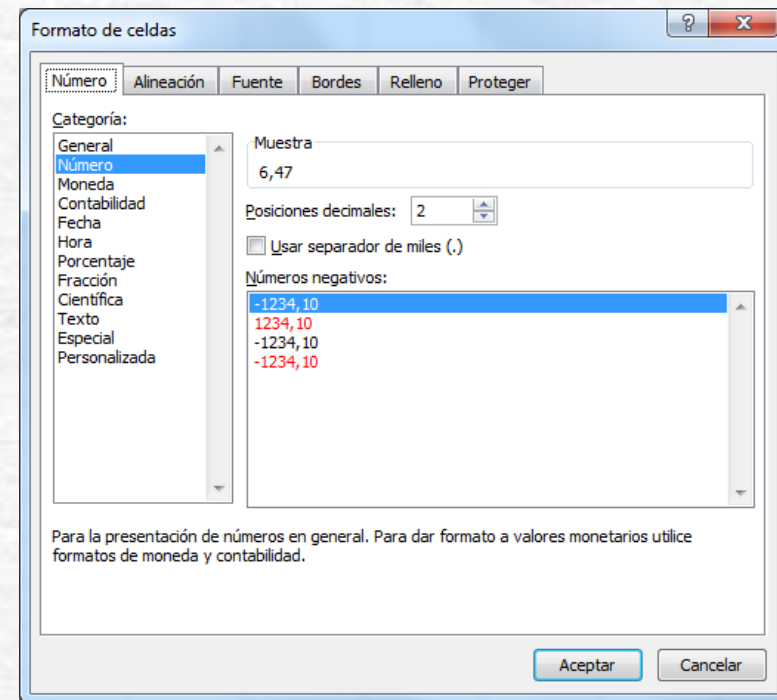 Formato de celdas
Número Alineación Fuente Bordes Relleno Proteger
Categoría:
General
Número
Moneda
Contabilidad
Fecha
Hora
Porcentaje
Fracción
Científica
Texto
Especial
Personalizada
Muestra
6,47
Posiciones decimales: 2
Usar separador de miles (.)
Números negativos:
-1234,10
1234,10
-1234,10
-1234,10
Para la presentación de números en general. Para dar formato a valores monetarios utilice
formatos de moneda y contabilidad.
Aceptar Cancelar